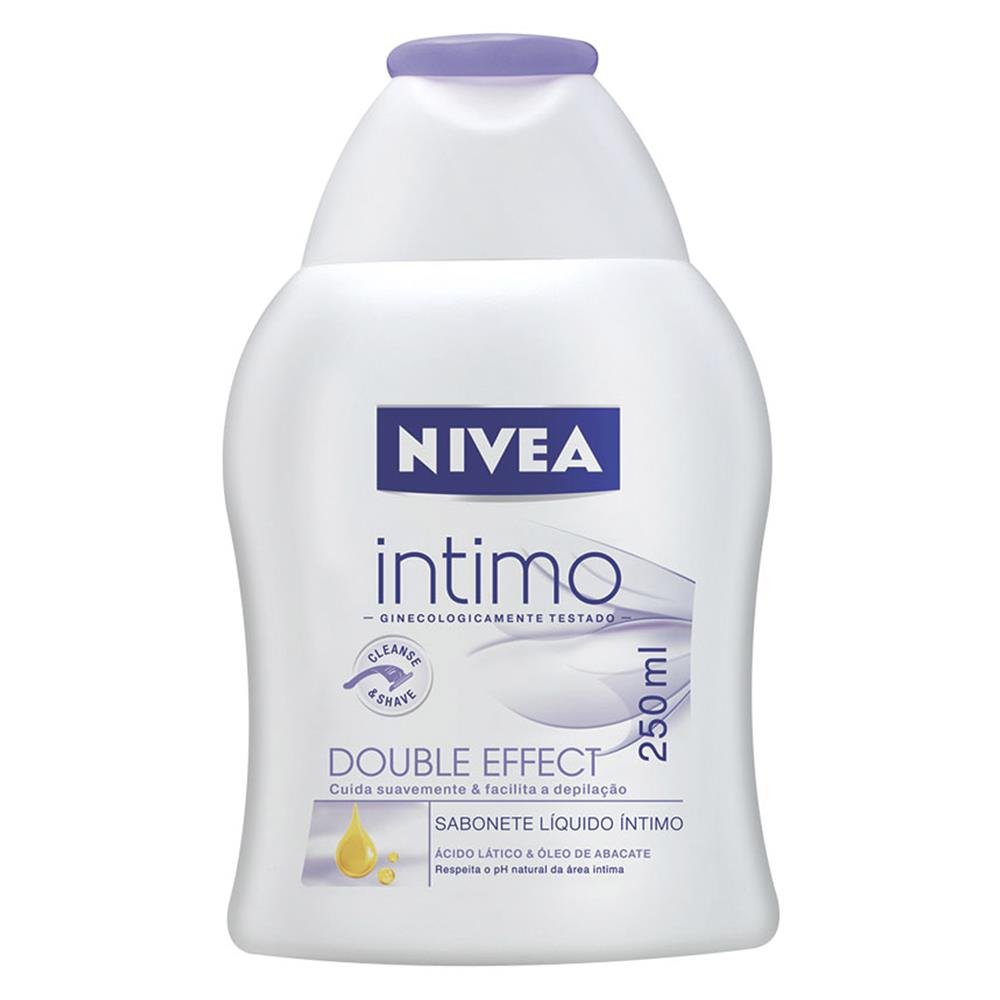 NIVEA
intimo
– GINECOLOGICAMENTE TESTADO –
CLEANSE
& SHAVE
250 ml
DOUBLE EFFECT
Cuida suavemente & facilita a depilação
SABONETE LÍQUIDO ÍNTIMO
ÁCIDO LÁTICO & ÓLEO DE ABACATE
Respeita o pH natural da área intima